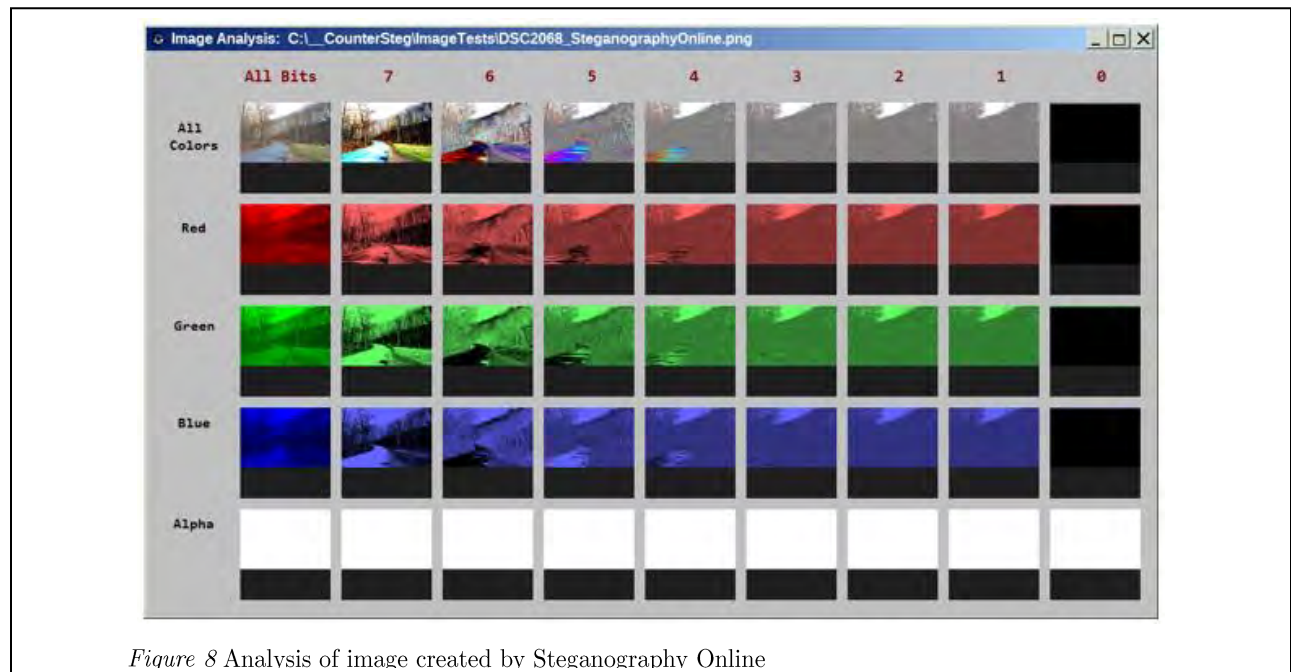 Image Analysis: C:\__CounterSteg\ImageTests\DSC2068_SteganographyOnline.png
All Bits 7 6 5 4 3 2 1 0
All
Colors
Red
Green
Blue
Alpha
Figure 8 Analysis of image created by Steganography Online